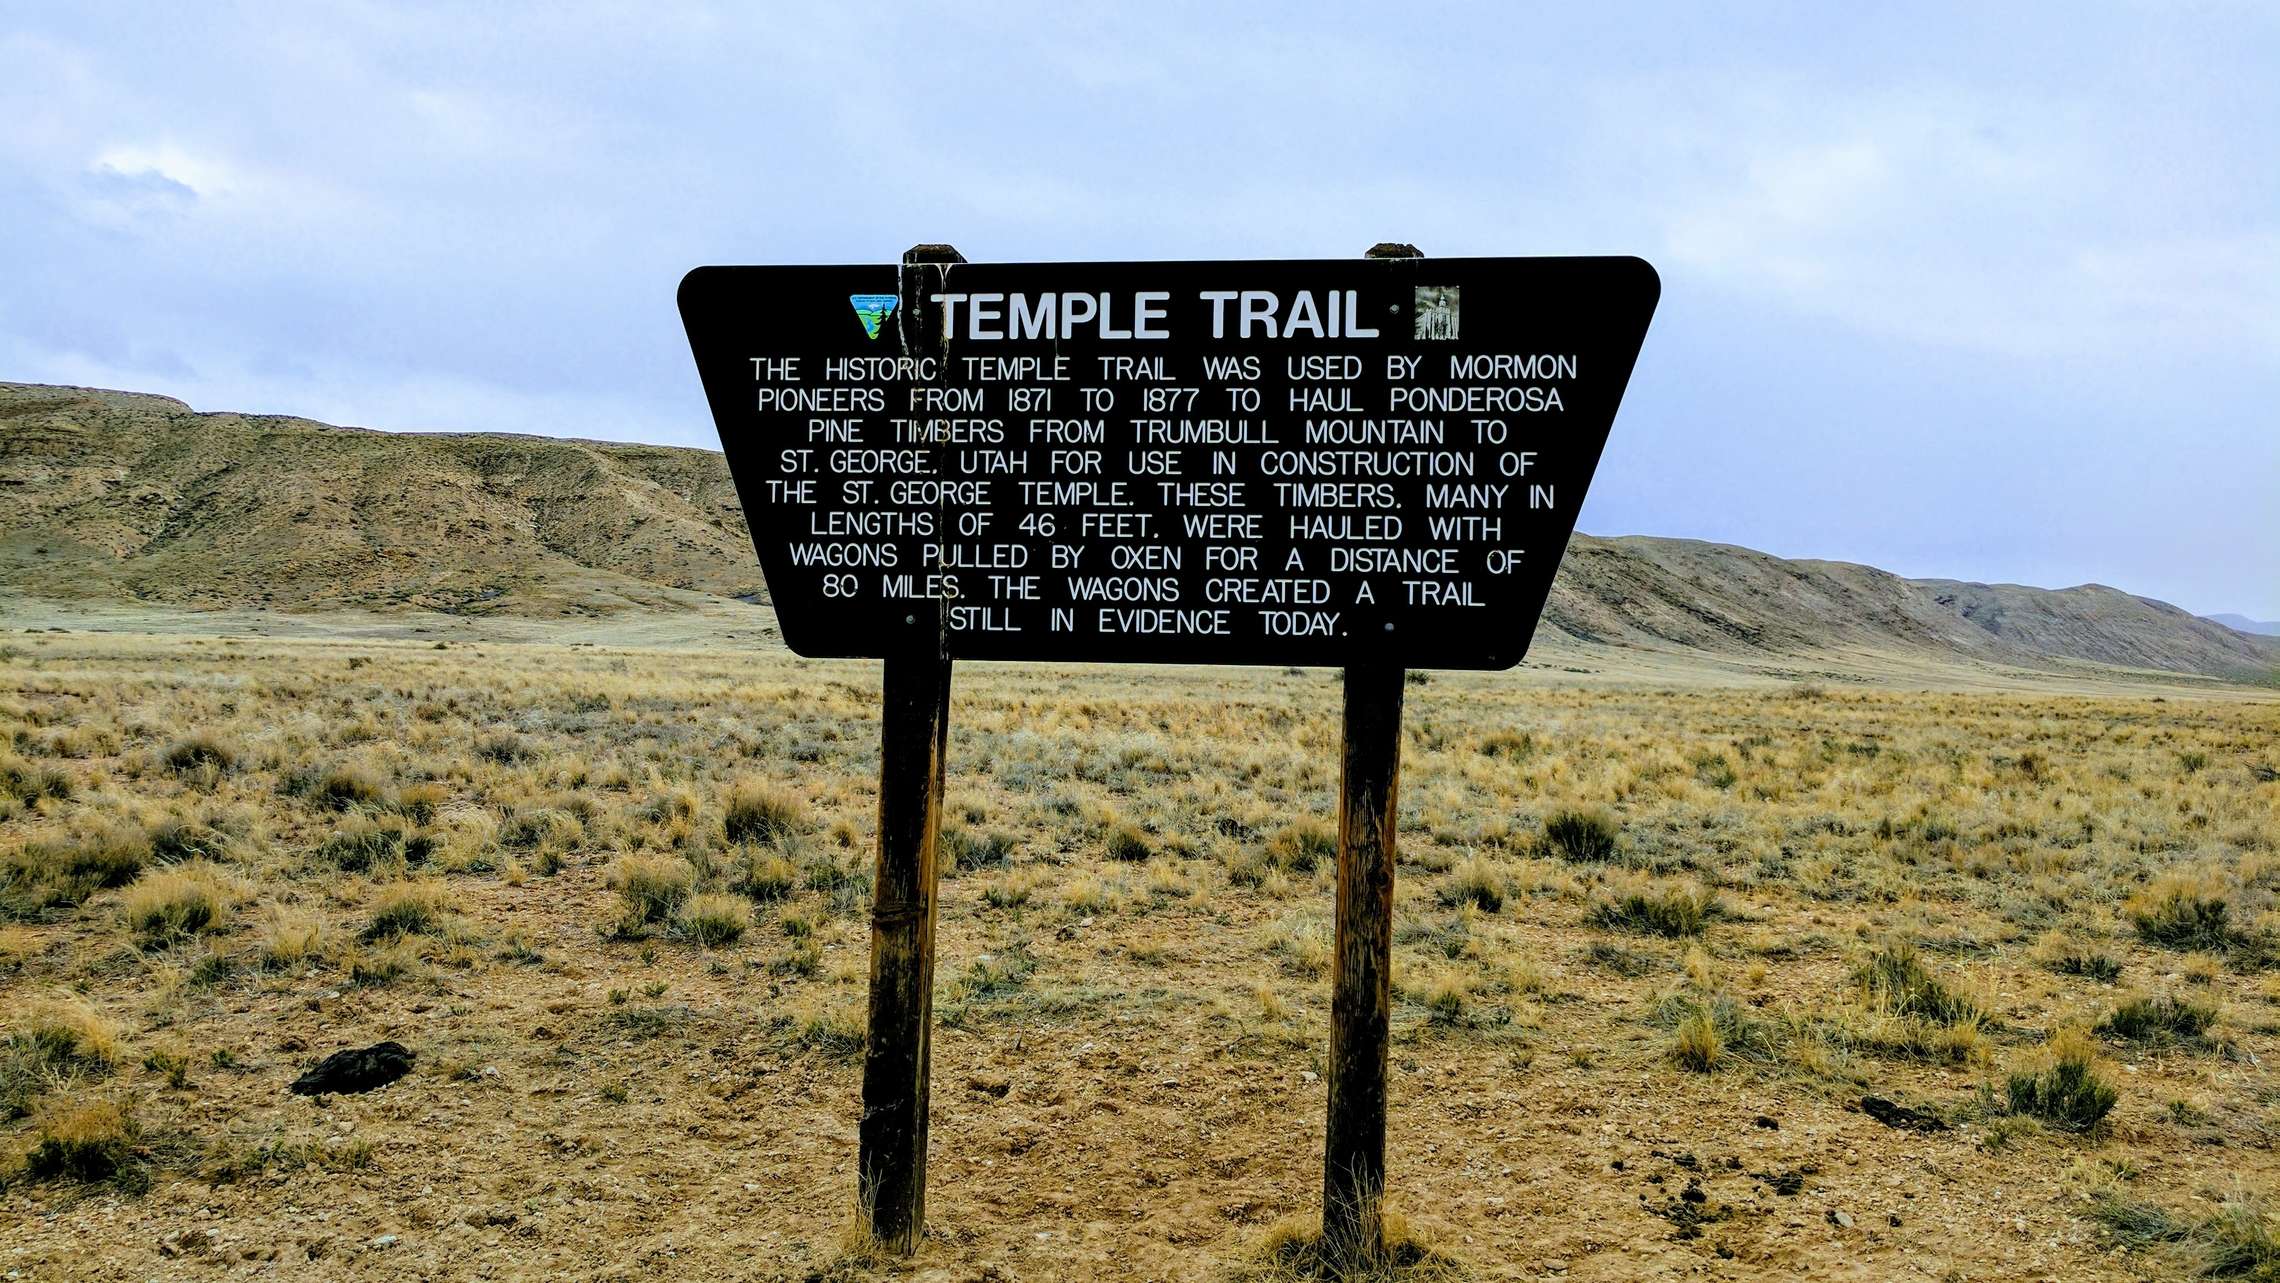 TEMPLE TRAIL
THE HISTORIC TEMPLE TRAIL WAS USED BY MORMON
PIONEERS FROM 1871 TO 1877 TO HAUL PONDEROSA
PINE TIMBERS FROM TRUMBULL MOUNTAIN TO
ST. GEORGE, UTAH FOR USE IN CONSTRUCTION OF
THE ST. GEORGE TEMPLE. THESE TIMBERS, MANY IN
LENGTHS OF 46 FEET, WERE HAULED WITH
WAGONS PULLED BY OXEN FOR A DISTANCE OF
80 MILES. THE WAGONS CREATED A TRAIL
STILL IN EVIDENCE TODAY.